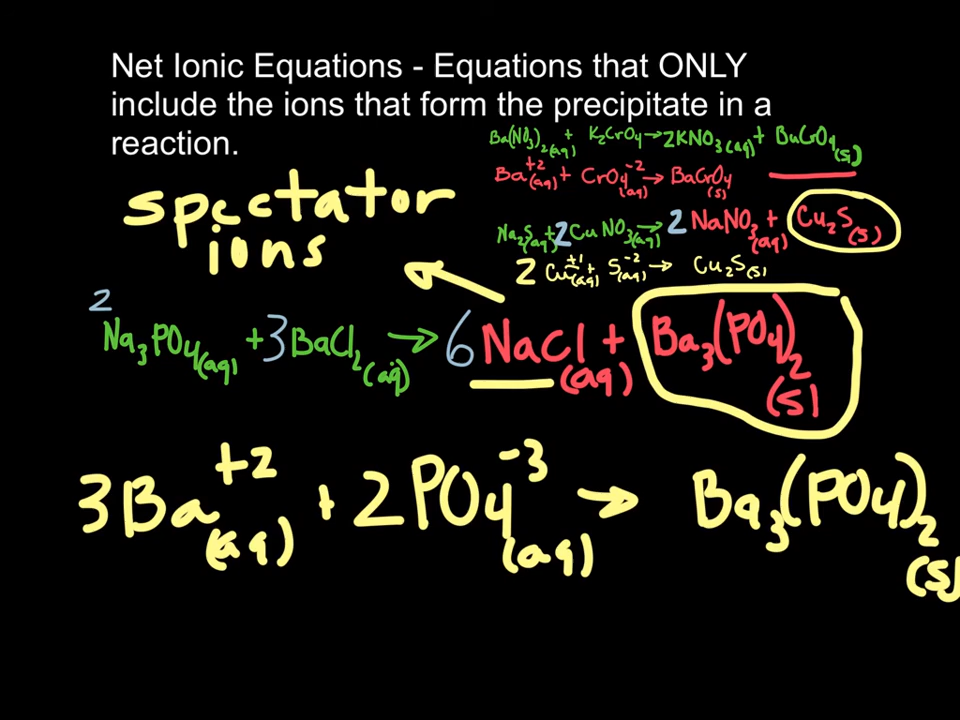 Net Ionic Equations - Equations that ONLY
include the ions that form the precipitate in a
reaction.
Ba(NO₃)₂(aq) + K₂CrO₄ → 2KNO₃(aq) + BaCrO₄(s)
Ba⁺²(aq) + CrO₄⁻²(aq) → BaCrO₄(s)
spectator
ions
Na₂S(aq) + 2CuNO₃(aq) → 2 NaNO₃(aq) + Cu₂S(s)
2 Cu⁺¹(aq) + S⁻²(aq) → Cu₂S(s)
2Na₃PO₄(aq) + 3BaCl₂(aq) → 6 NaCl(aq) + Ba₃(PO₄)₂(s)
3Ba⁺²(aq) + 2PO₄⁻³(aq) → Ba₃(PO₄)₂(s)